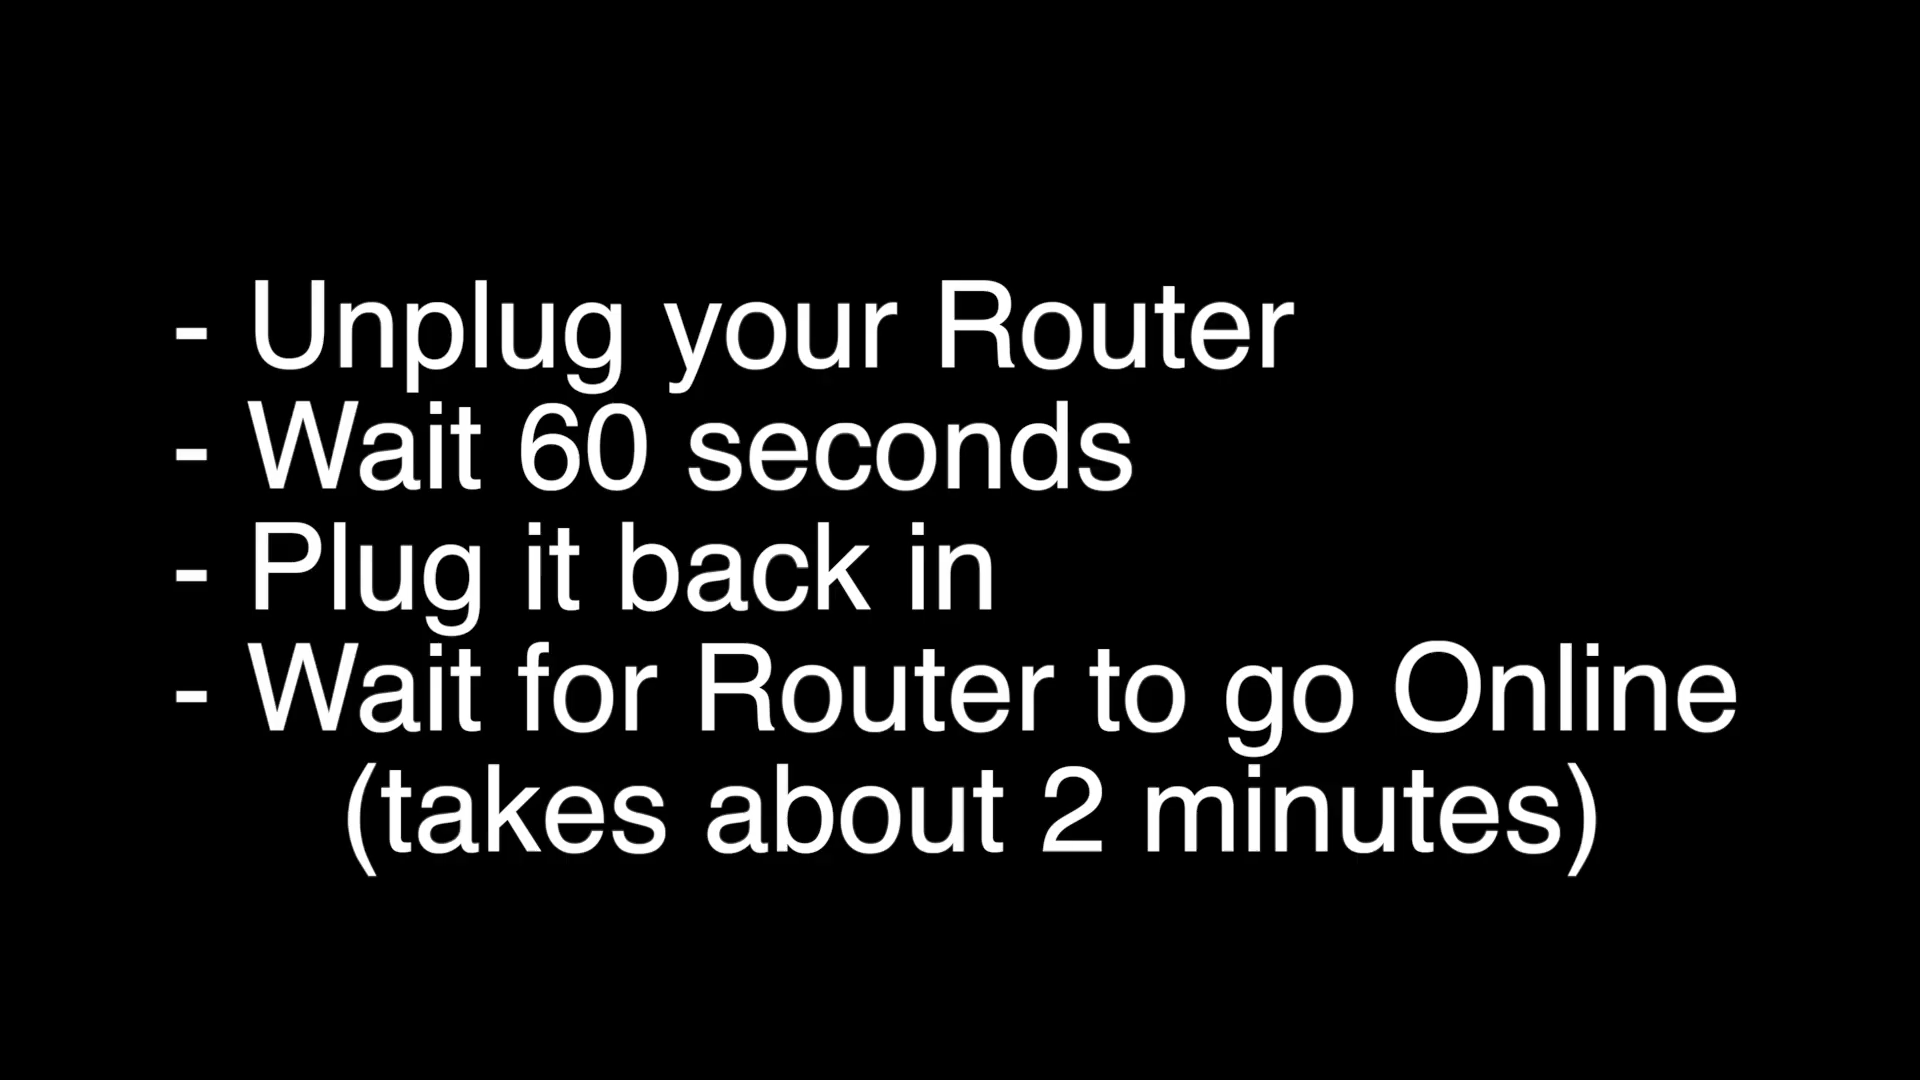 - Unplug your Router
- Wait 60 seconds
- Plug it back in
- Wait for Router to go Online
(takes about 2 minutes)